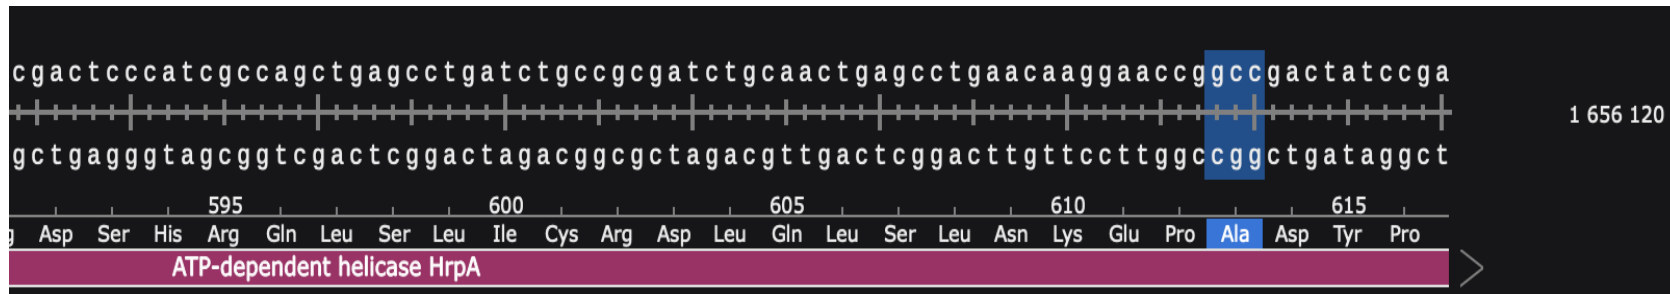 cgactcccatcgccagctgagcctgatctgccgcgatctgcaactgagcctgaacaaggaaccggccgactatccga
1 656 120
gctgagggtagcggtcgactcggactagacggcgctagacgttgactcggacttgttccttggccggctgataggct
595 600 605 610 615
Asp Ser His Arg Gln Leu Ser Leu Ile Cys Arg Asp Leu Gln Leu Ser Leu Asn Lys Glu Pro Ala Asp Tyr Pro
ATP-dependent helicase HrpA